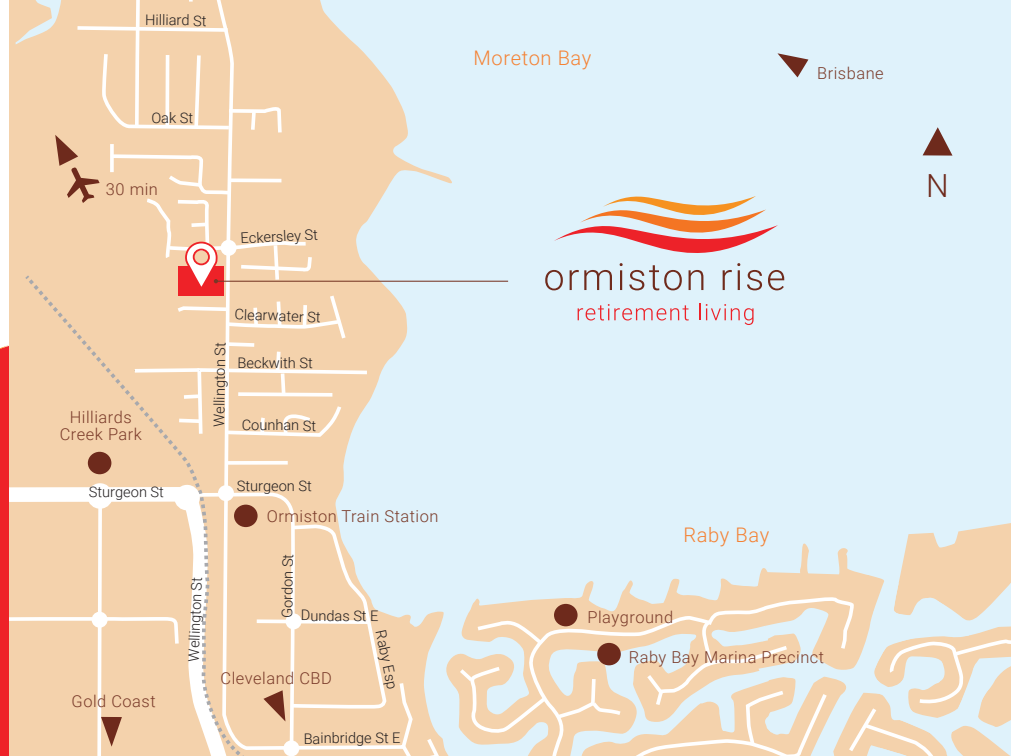 Hilliard St
Moreton Bay
Brisbane
Oak St
30 min
N
Eckersley St
ormiston rise
retirement living
Clearwater St
Wellington St
Beckwith St
Hilliards
Creek Park
Counhan St
Sturgeon St
Sturgeon St
Ormiston Train Station
Raby Bay
Gordon St
Wellington St
Dundas St E
Playground
Raby Esp
Raby Bay Marina Precinct
Cleveland CBD
Gold Coast
Bainbridge St E